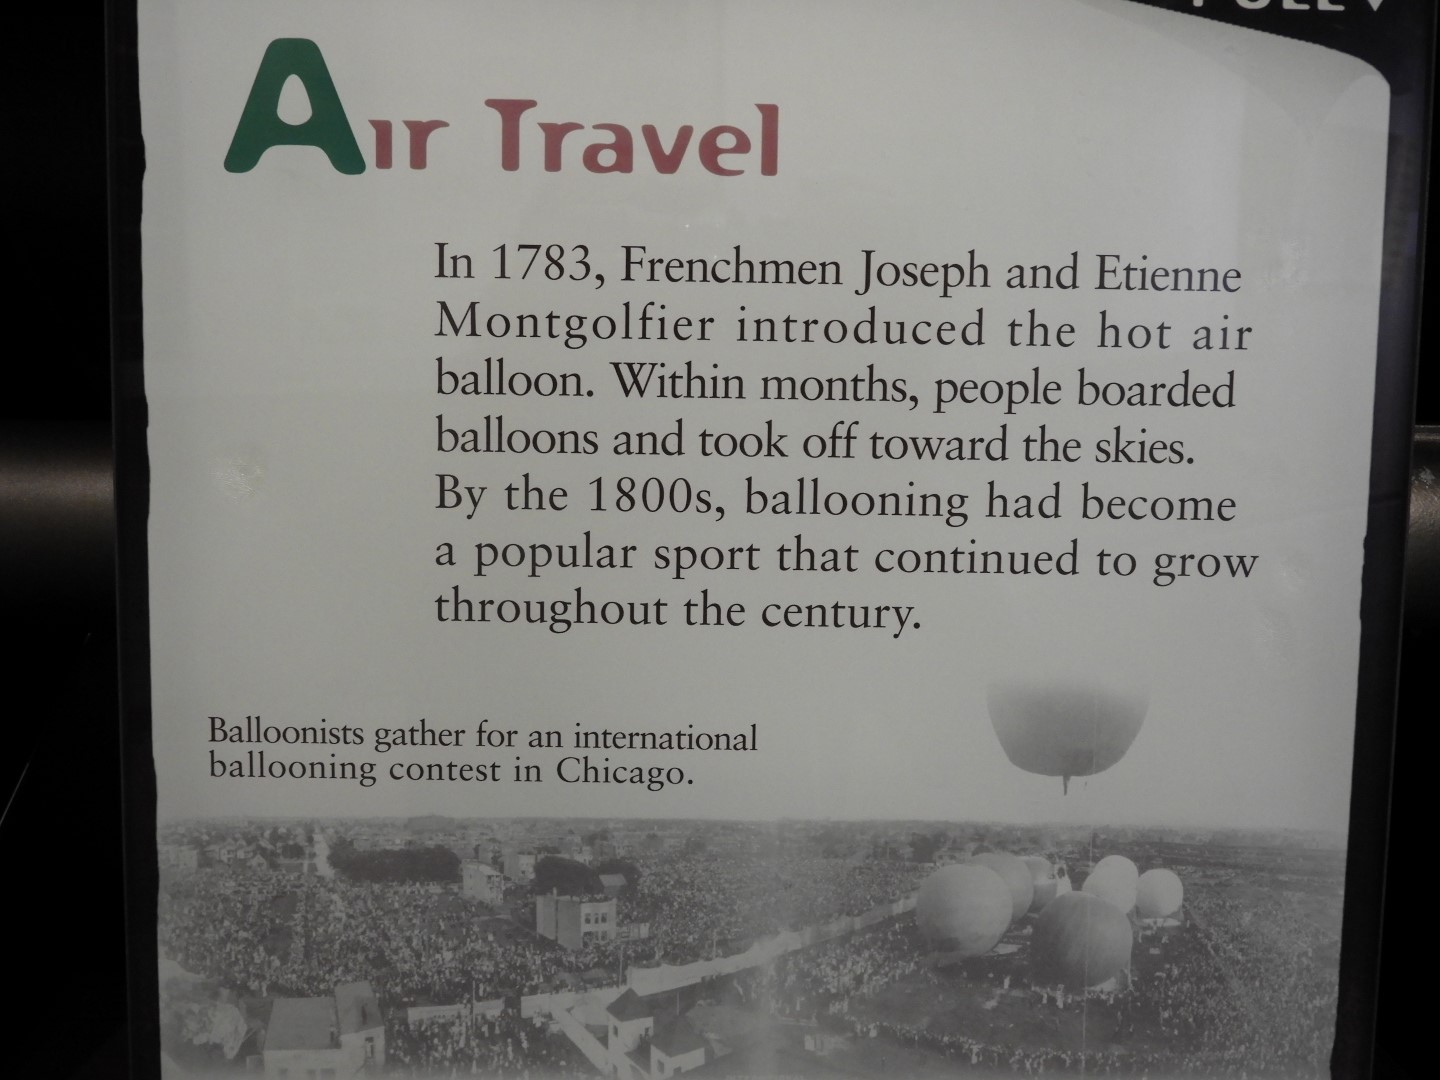 Air Travel
In 1783, Frenchmen Joseph and Etienne
Montgolfier introduced the hot air
balloon. Within months, people boarded
balloons and took off toward the skies.
By the 1800s, ballooning had become
a popular sport that continued to grow
throughout the century.
Balloonists gather for an international
ballooning contest in Chicago.